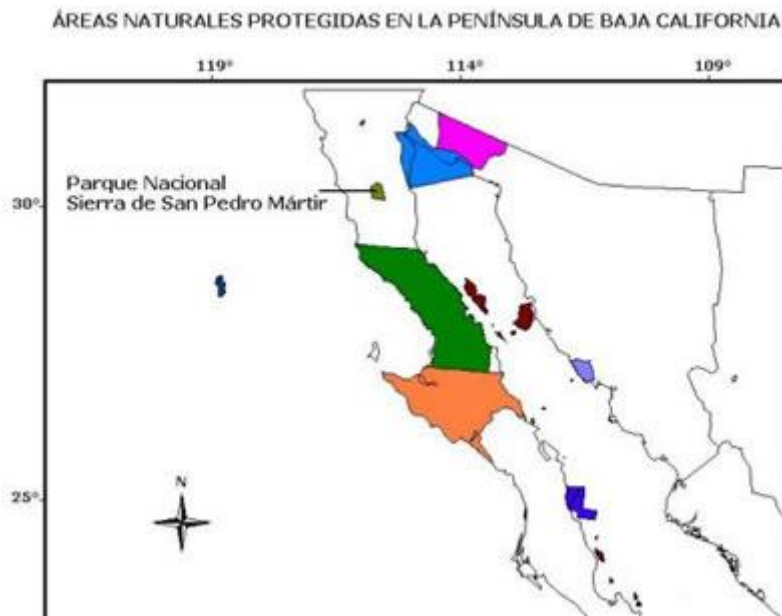 ÁREAS NATURALES PROTEGIDAS EN LA PENÍNSULA DE BAJA CALIFORNIA
119° 114° 109°
Parque Nacional
Sierra de San Pedro Mártir
30°
25°
N